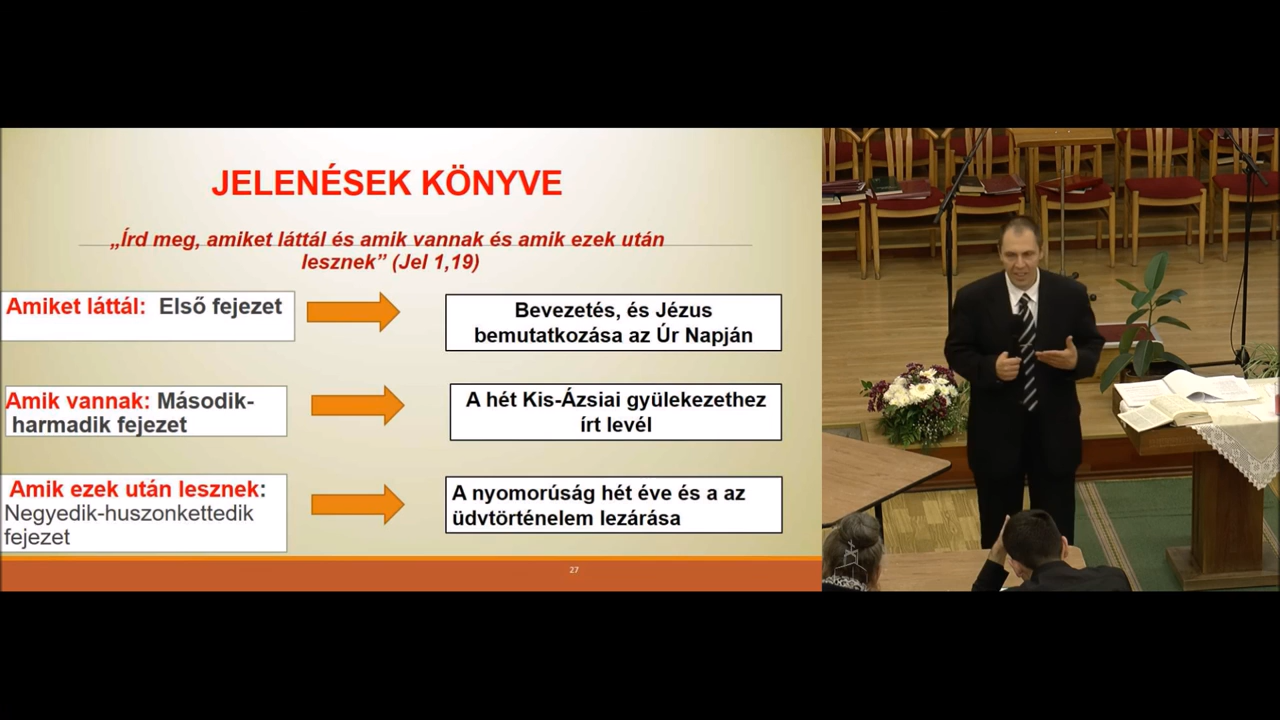 JELENÉSEK KÖNYVE
„Írd meg, amiket láttál és amik vannak és amik ezek után
lesznek” (Jel 1,19)
Amiket láttál: Első fejezet
Bevezetés, és Jézus
bemutatkozása az Úr Napján
Amik vannak: Második-
harmadik fejezet
A hét Kis-Ázsiai gyülekezethez
írt levél
Amik ezek után lesznek:
Negyedik-huszonkettedik
fejezet
A nyomorúság hét éve és a az
üdvtörténelem lezárása
27